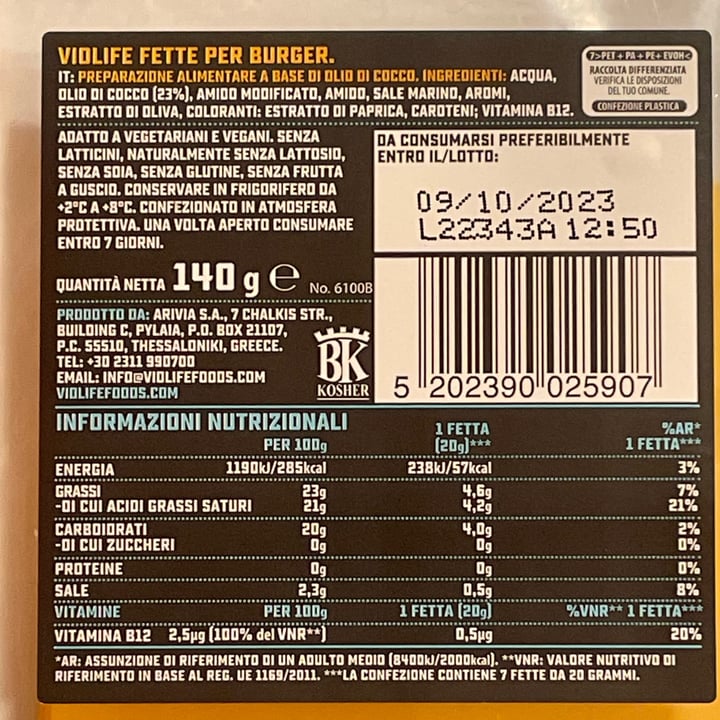 VIOLIFE FETTE PER BURGER.
IT: PREPARAZIONE ALIMENTARE A BASE DI OLIO DI COCCO. INGREDIENTI: ACQUA,
OLIO DI COCCO (23%), AMIDO MODIFICATO, AMIDO, SALE MARINO, AROMI,
ESTRATTO DI OLIVA, COLORANTI: ESTRATTO DI PAPRICA, CAROTENI; VITAMINA B12.
7>PET + PA + PE+ EVOH<
RACCOLTA DIFFERENZIATA
VERIFICA LE DISPOSIZIONI
DEL TUO COMUNE.
CONFEZIONE PLASTICA
ADATTO A VEGETARIANI E VEGANI. SENZA
LATTICINI, NATURALMENTE SENZA LATTOSIO,
SENZA SOIA, SENZA GLUTINE, SENZA FRUTTA
A GUSCIO. CONSERVARE IN FRIGORIFERO DA
+2°C A +8°C. CONFEZIONATO IN ATMOSFERA
PROTETTIVA. UNA VOLTA APERTO CONSUMARE
ENTRO 7 GIORNI.
DA CONSUMARSI PREFERIBILMENTE
ENTRO IL/LOTTO:
09/10/2023
L22343A 12:50
QUANTITÀ NETTA 140 g ℮ No. 6100B
PRODOTTO DA: ARIVIA S.A., 7 CHALKIS STR.,
BUILDING C, PYLAIA, P.O. BOX 21107,
P.C. 55510, THESSALONIKI, GREECE.
TEL: +30 2311 990700
EMAIL: INFO@VIOLIFEFOODS.COM
VIOLIFEFOODS.COM
BK
KOSHER
5 202390 025907
INFORMAZIONI NUTRIZIONALI
PER 100g
1 FETTA
(20g)***
%AR*
1 FETTA***
ENERGIA 1190kJ/285kcal 238kJ/57kcal 3%
GRASSI 23g 4,6g 7%
-DI CUI ACIDI GRASSI SATURI 21g 4,2g 21%
CARBOIDRATI 20g 4,0g 2%
-DI CUI ZUCCHERI 0g 0g 0%
PROTEINE 0g 0g 0%
SALE 2,3g 0,5g 8%
VITAMINE PER 100g 1 FETTA (20g) %VNR** 1 FETTA***
VITAMINA B12 2,5µg (100% del VNR**) 0,5µg 20%
*AR: ASSUNZIONE DI RIFERIMENTO DI UN ADULTO MEDIO (8400kJ/2000kcal). **VNR: VALORE NUTRITIVO DI
RIFERIMENTO IN BASE AL REG. UE 1169/2011. ***LA CONFEZIONE CONTIENE 7 FETTE DA 20 GRAMMI.